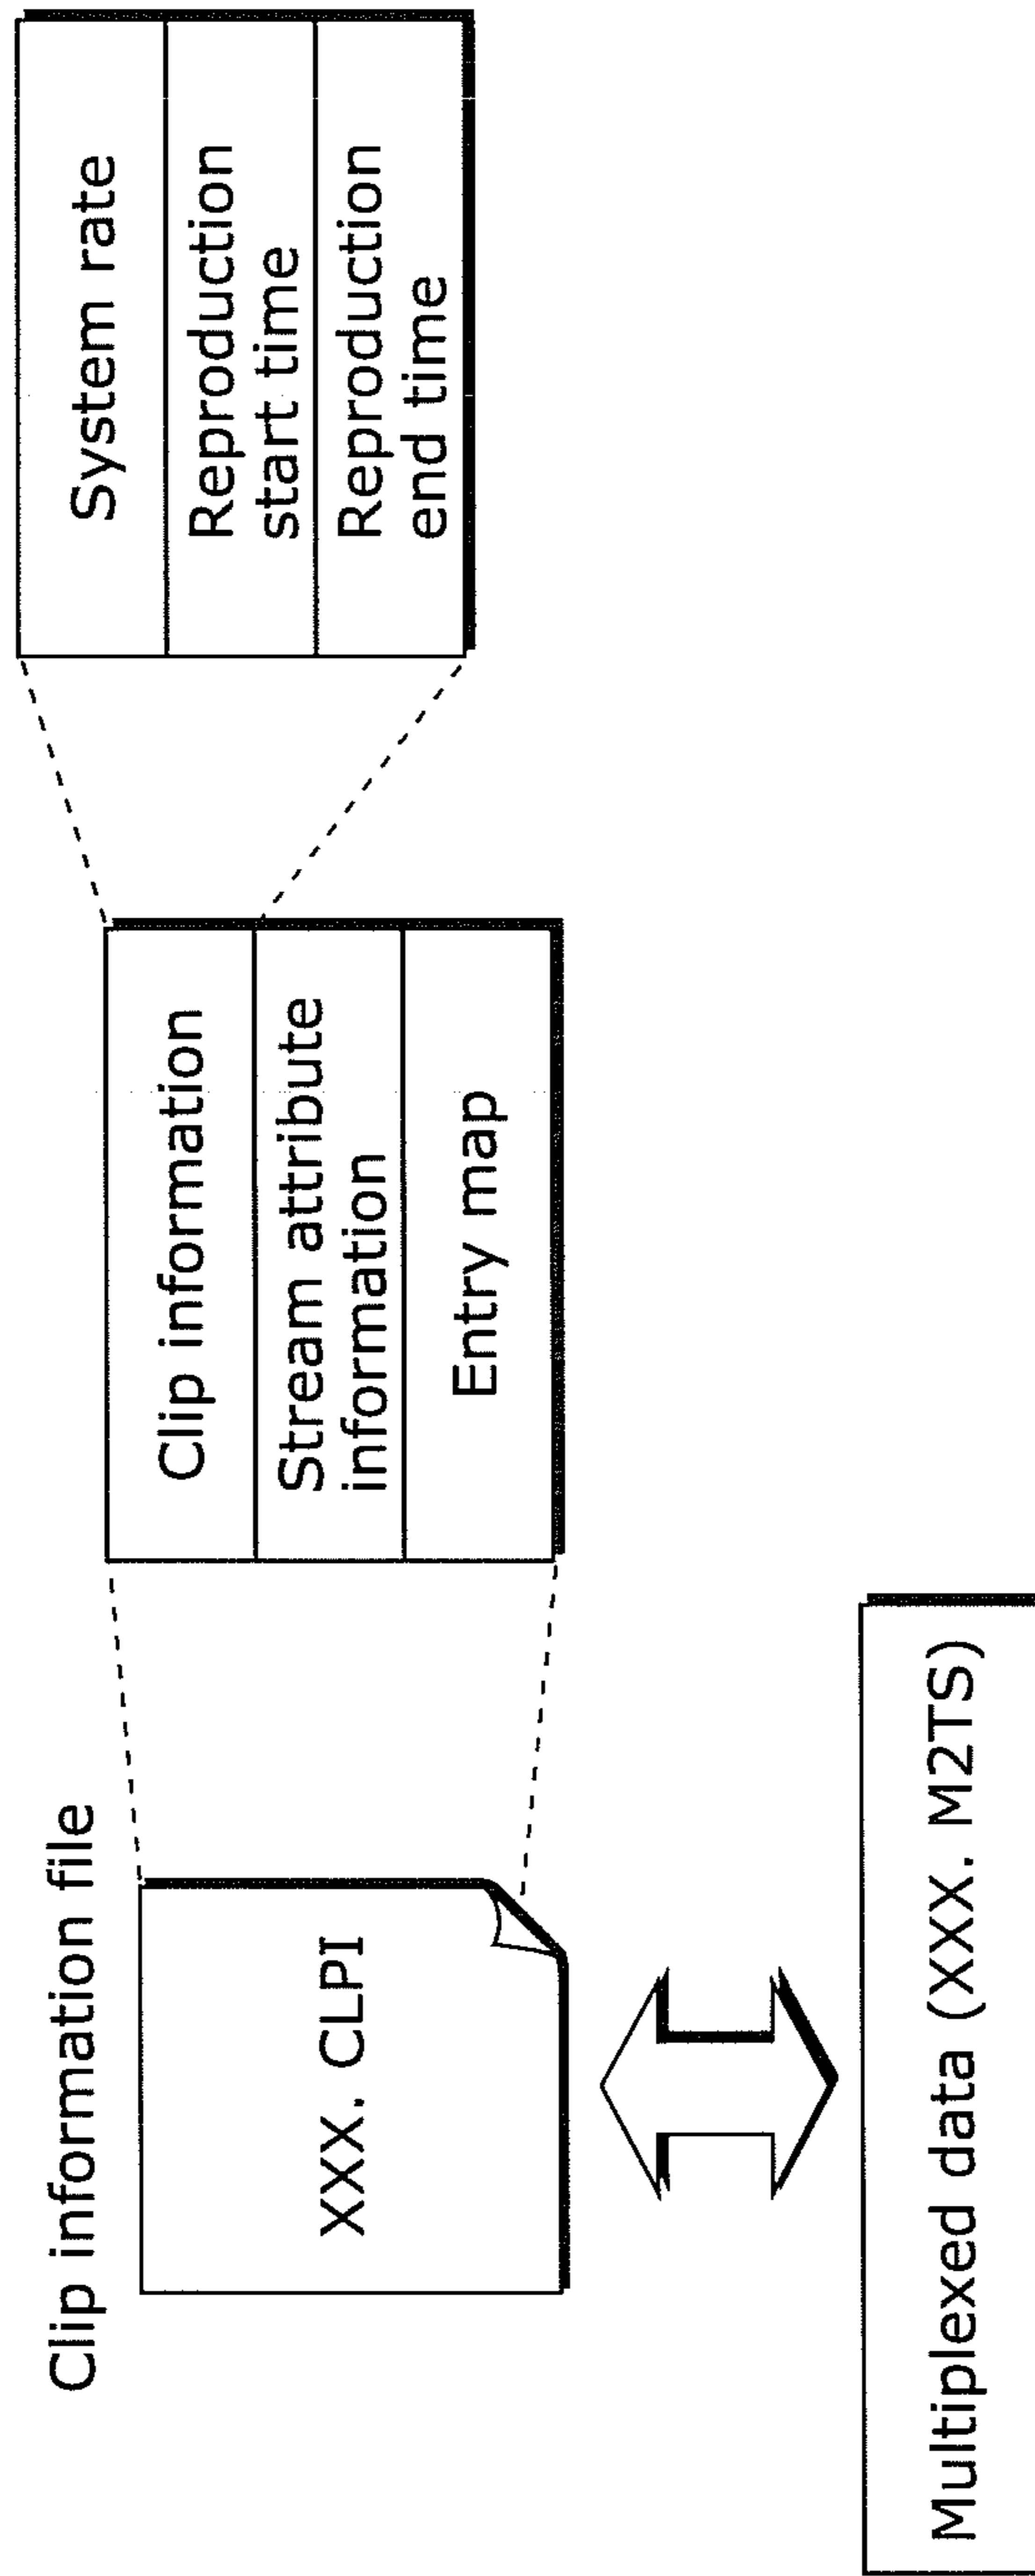 Clip information file
XXX. CLPI
Clip information
Stream attribute
information
Entry map
System rate
Reproduction
start time
Reproduction
end time
Multiplexed data (XXX. M2TS)